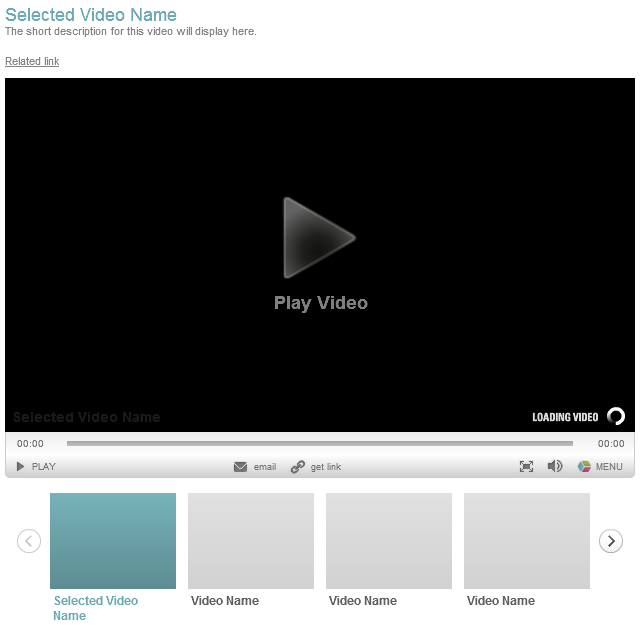 Selected Video Name
The short description for this video will display here.
Related link
Play Video
Selected Video Name
LOADING VIDEO
00:00
00:00
PLAY
email
get link
MENU
Selected Video
Name
Video Name
Video Name
Video Name